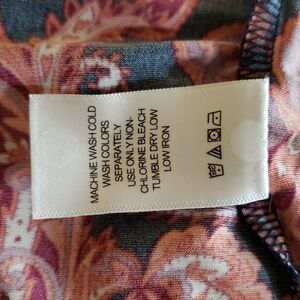 MACHINE WASH COLD
WASH COLORS
SEPARATELY
USE ONLY NON-
CHLORINE BLEACH
TUMBLE DRY LOW
LOW IRON